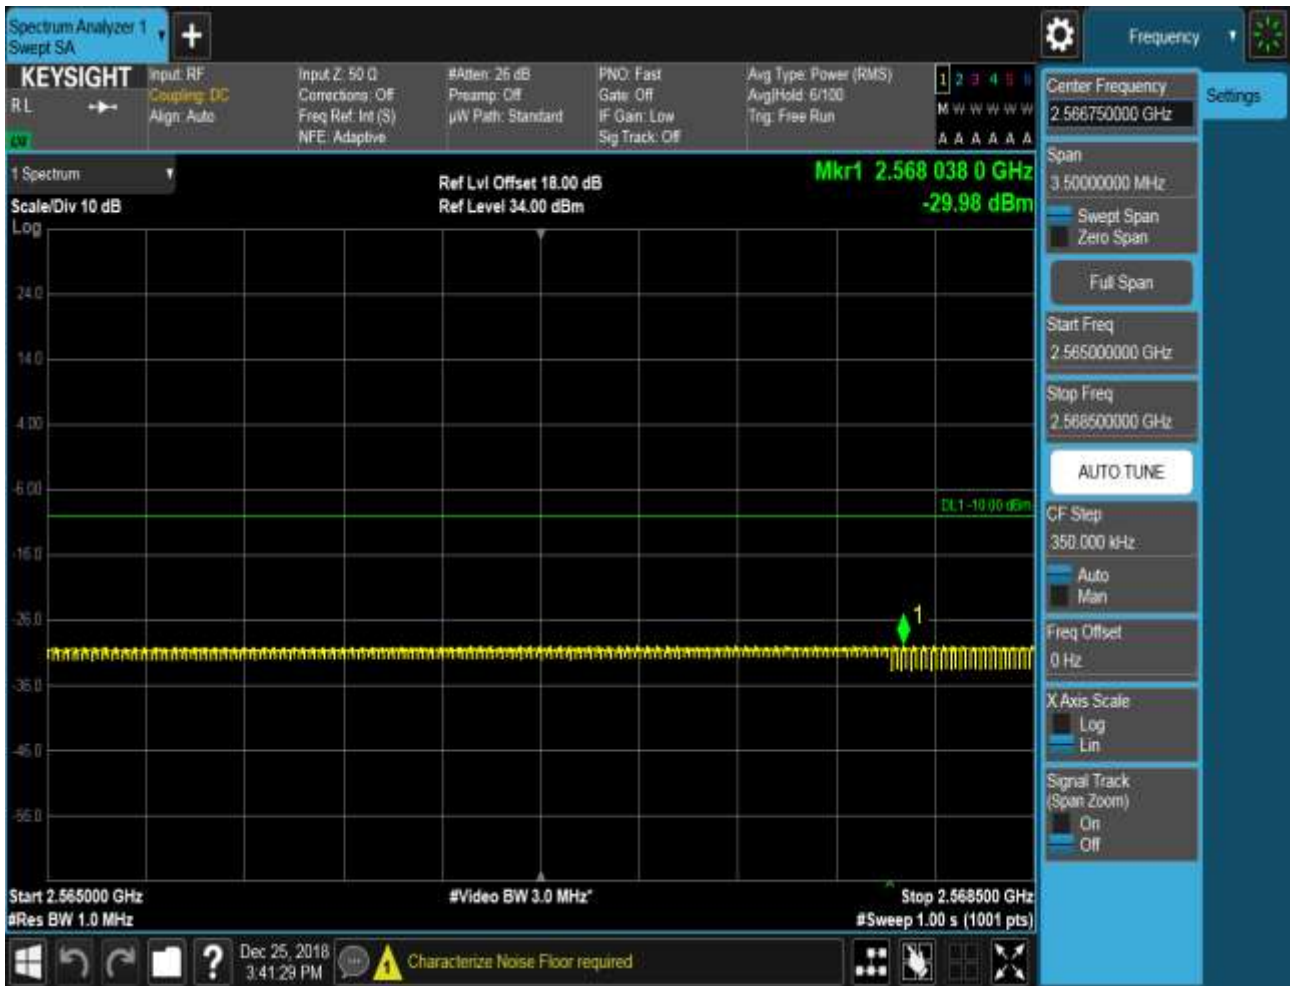 Spectrum Analyzer 1
Swept SA
+
Frequency
KEYSIGHT
RL
LXI
Input: RF
Coupling: DC
Align: Auto
Input Z: 50 Ω
Corrections: Off
Freq Ref: Int (S)
NFE: Adaptive
#Atten: 26 dB
Preamp: Off
µW Path: Standard
PNO: Fast
Gate: Off
IF Gain: Low
Sig Track: Off
Avg Type: Power (RMS)
Avg|Hold: 6/100
Trig: Free Run
1 2 3 4 5 6
M W W W W W
A A A A A A
1 Spectrum
Scale/Div 10 dB
Log
Ref Lvl Offset 18.00 dB
Ref Level 34.00 dBm
Mkr1 2.568 038 0 GHz
-29.98 dBm
24.0
14.0
4.00
-6.00
-16.0
-26.0
-36.0
-46.0
-56.0
DL1 -10.00 dBm
1
Start 2.565000 GHz
#Res BW 1.0 MHz
#Video BW 3.0 MHz*
Stop 2.568500 GHz
#Sweep 1.00 s (1001 pts)
Center Frequency
2.566750000 GHz
Settings
Span
3.50000000 MHz
Swept Span
Zero Span
Full Span
Start Freq
2.565000000 GHz
Stop Freq
2.568500000 GHz
AUTO TUNE
CF Step
350.000 kHz
Auto
Man
Freq Offset
0 Hz
X Axis Scale
Log
Lin
Signal Track
(Span Zoom)
On
Off
?
Dec 25, 2018
3:41:29 PM
1
Characterize Noise Floor required